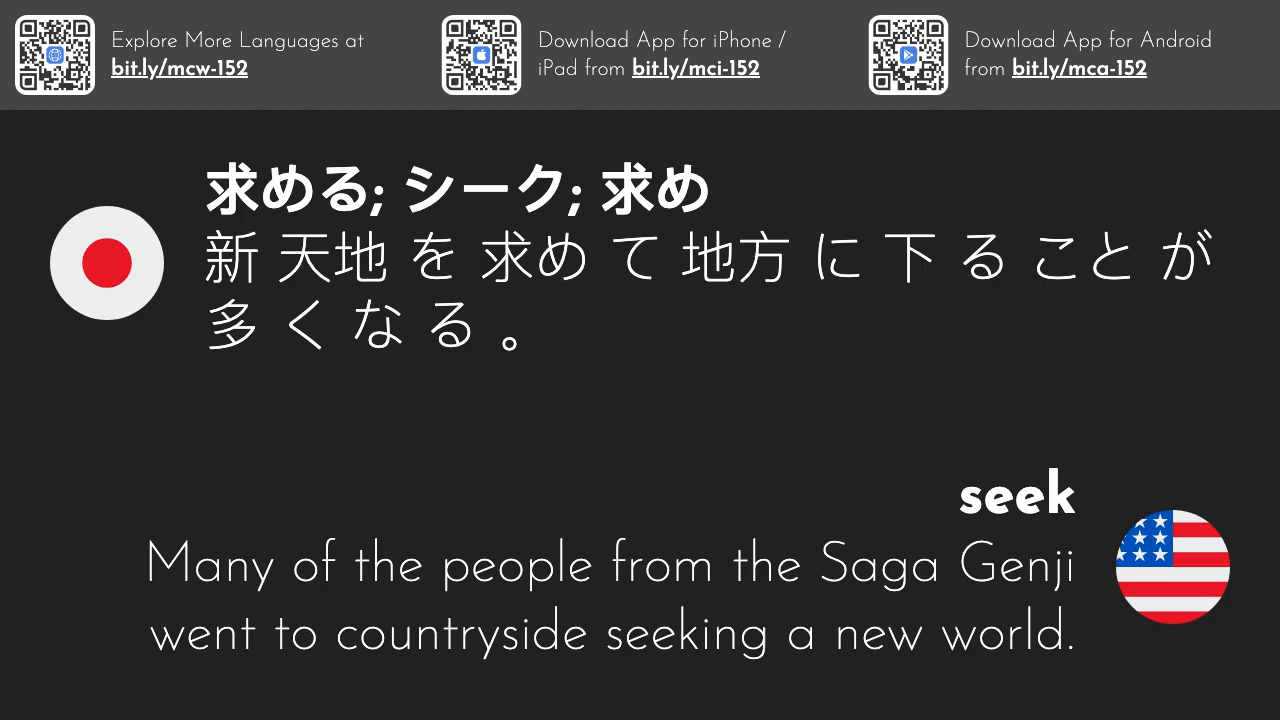 Explore More Languages at
bit.ly/mcw-152
Download App for iPhone /
iPad from bit.ly/mci-152
Download App for Android
from bit.ly/mca-152
求める; シーク; 求め
新 天地 を 求め て 地方 に 下 る こと が
多 く な る 。
seek
Many of the people from the Saga Genji
went to countryside seeking a new world.